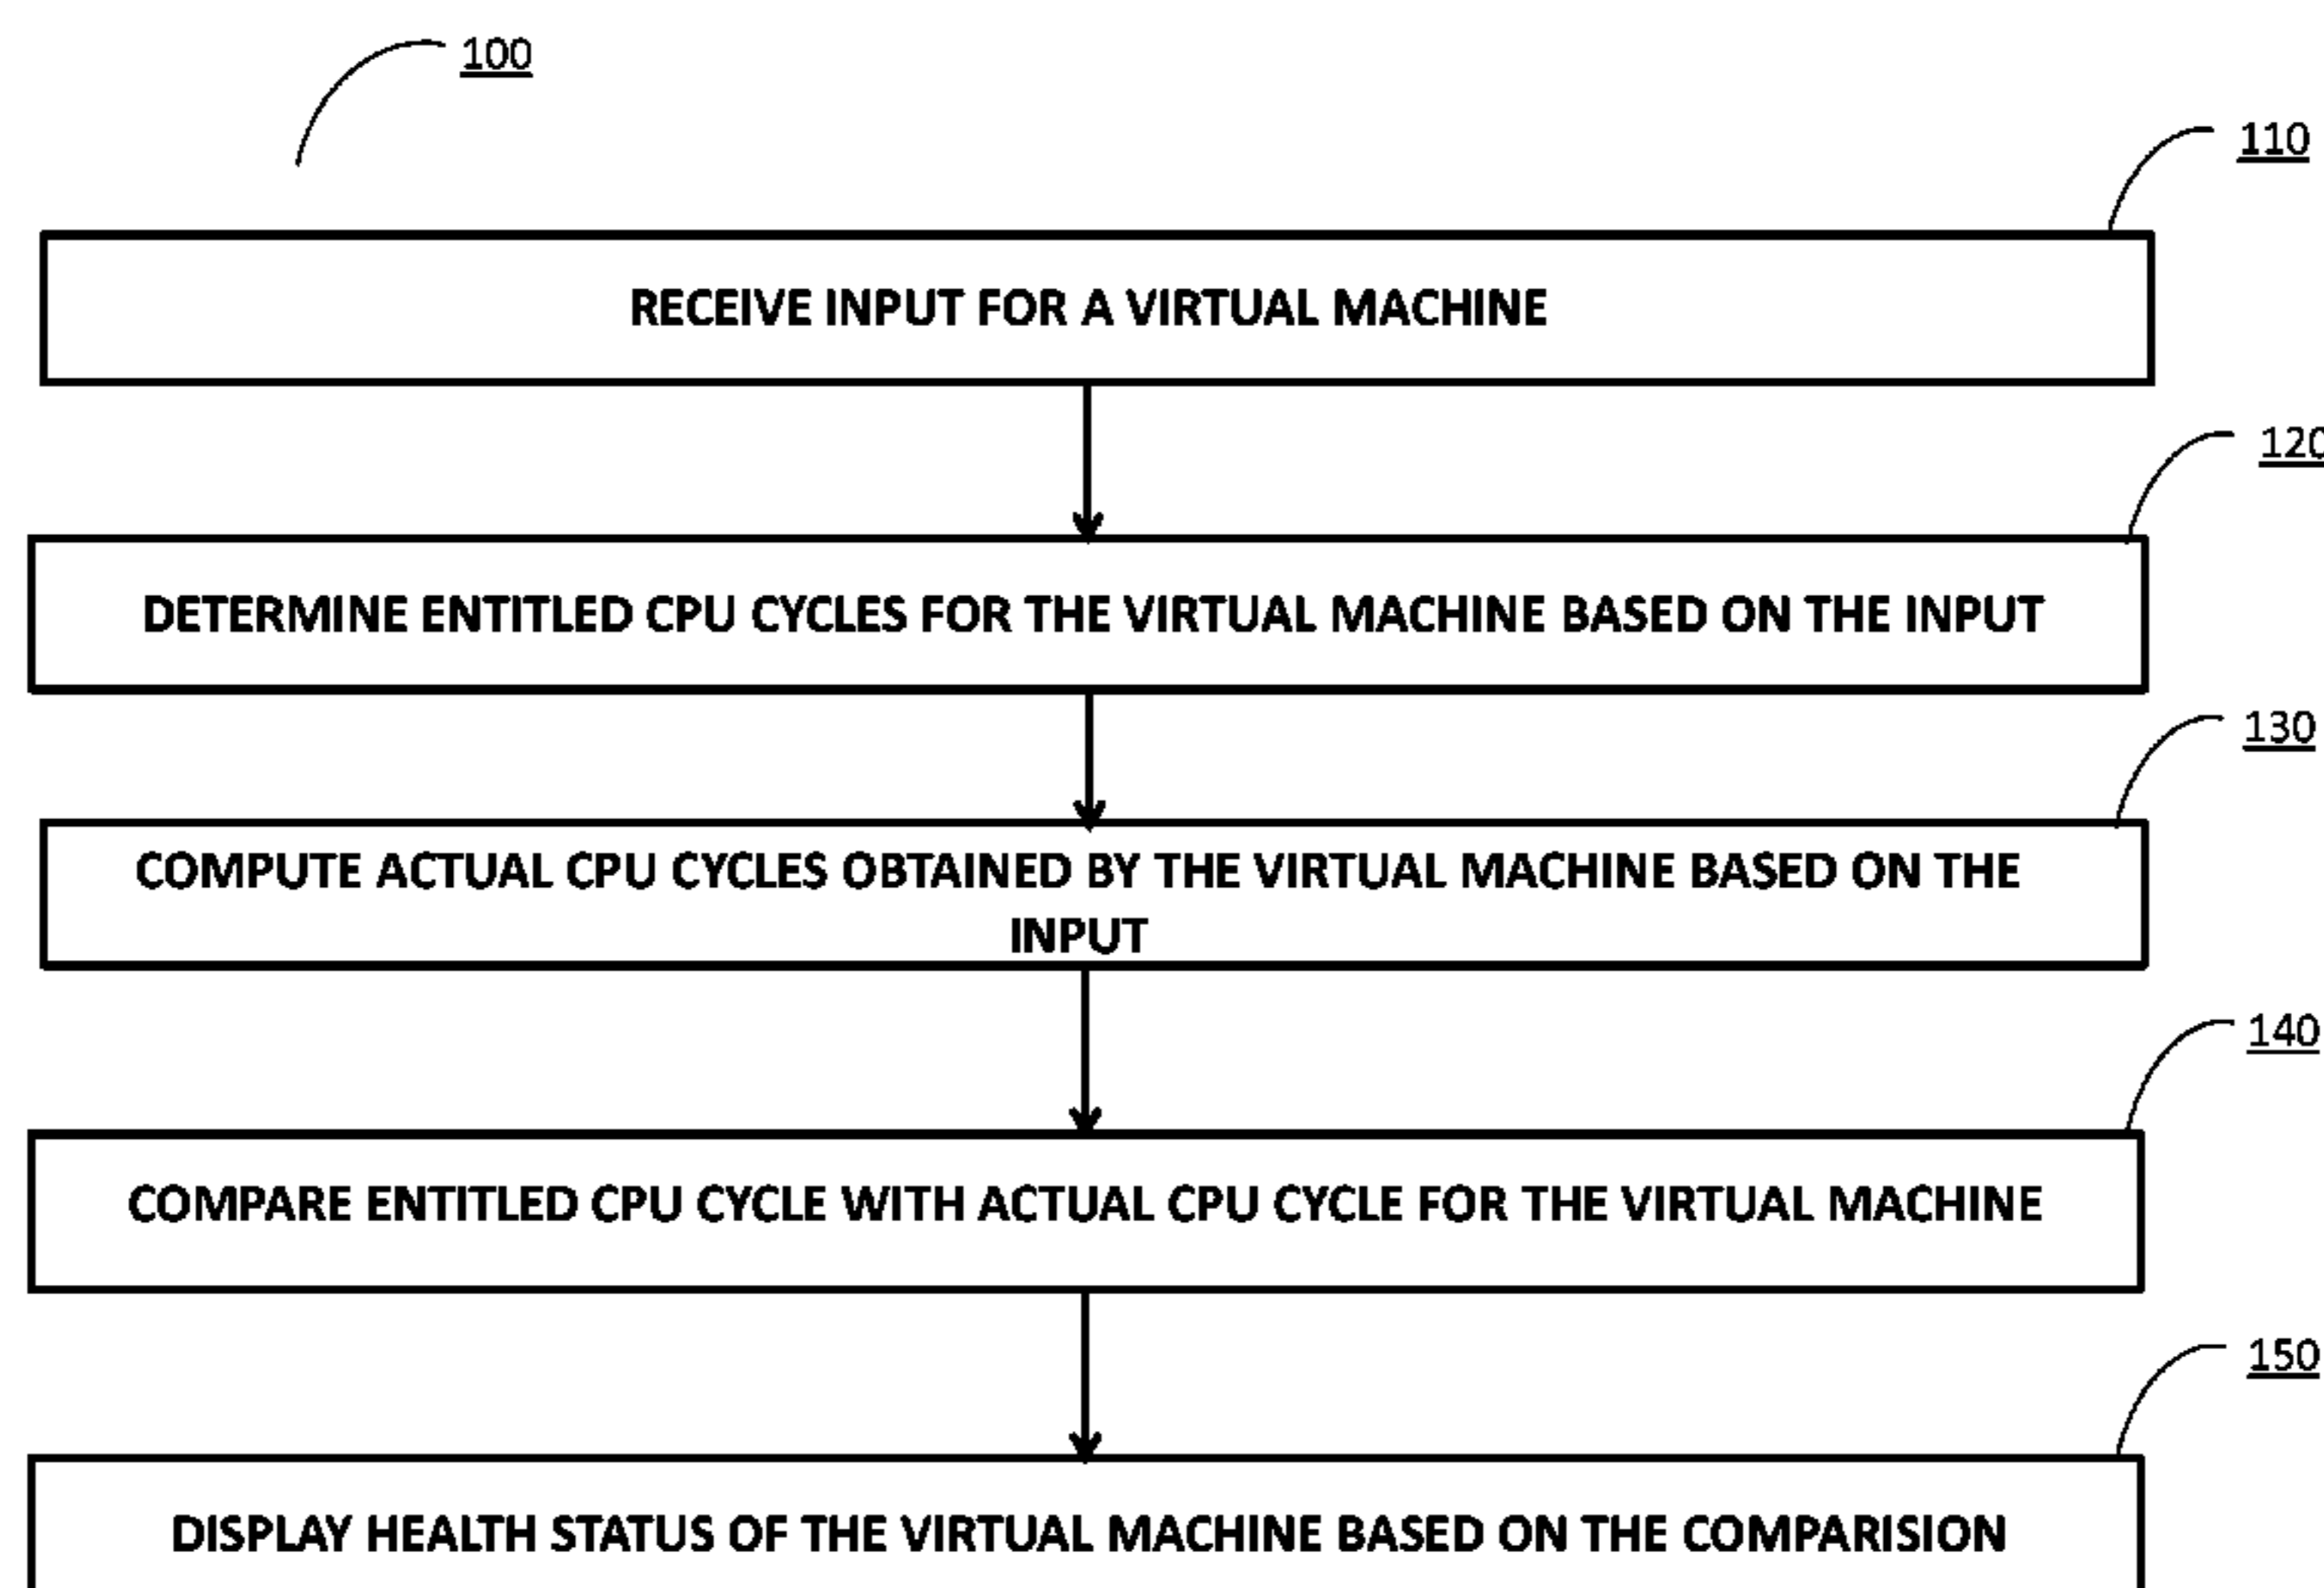 100
110
RECEIVE INPUT FOR A VIRTUAL MACHINE
120
DETERMINE ENTITLED CPU CYCLES FOR THE VIRTUAL MACHINE BASED ON THE INPUT
130
COMPUTE ACTUAL CPU CYCLES OBTAINED BY THE VIRTUAL MACHINE BASED ON THE
INPUT
140
COMPARE ENTITLED CPU CYCLE WITH ACTUAL CPU CYCLE FOR THE VIRTUAL MACHINE
150
DISPLAY HEALTH STATUS OF THE VIRTUAL MACHINE BASED ON THE COMPARISION